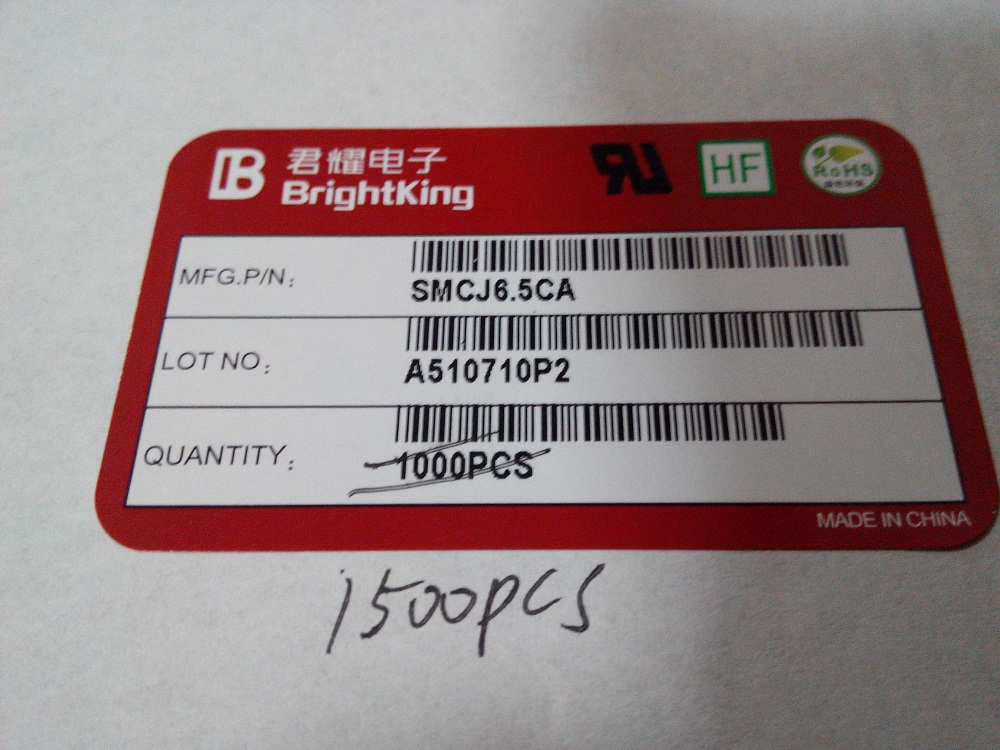 君耀电子
BrightKing
HF
RoHS
MFG.P/N:
SMCJ6.5CA
LOT NO:
A510710P2
QUANTITY:
1000PCS
MADE IN CHINA
1500pcs